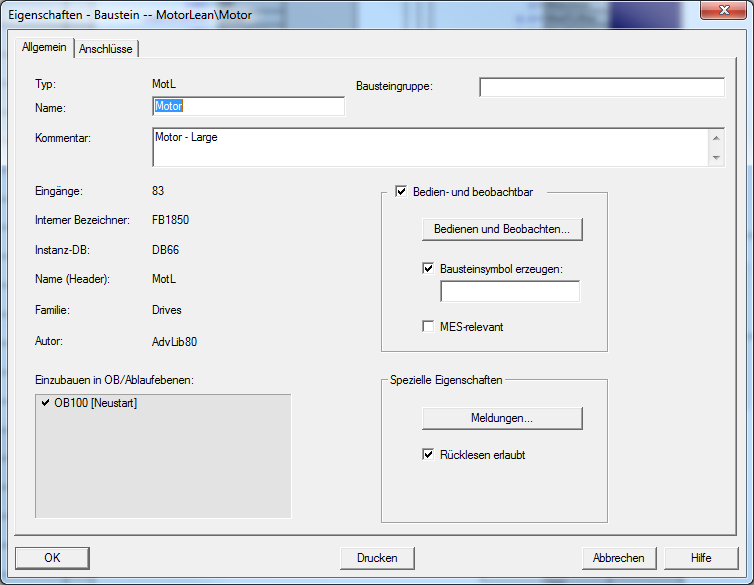 Eigenschaften - Baustein -- MotorLean\Motor
Allgemein Anschlüsse
Typ: MotL Bausteingruppe:
Name: Motor
Kommentar: Motor - Large
Eingänge: 83
Bedien- und beobachtbar
Interner Bezeichner: FB1850
Bedienen und Beobachten...
Instanz-DB: DB66
Bausteinsymbol erzeugen:
Name (Header): MotL
Familie: Drives
MES-relevant
Autor: AdvLib80
Einzubauen in OB/Ablaufebenen:
Spezielle Eigenschaften
OB100 [Neustart]
Meldungen...
Rücklesen erlaubt
OK Drucken Abbrechen Hilfe